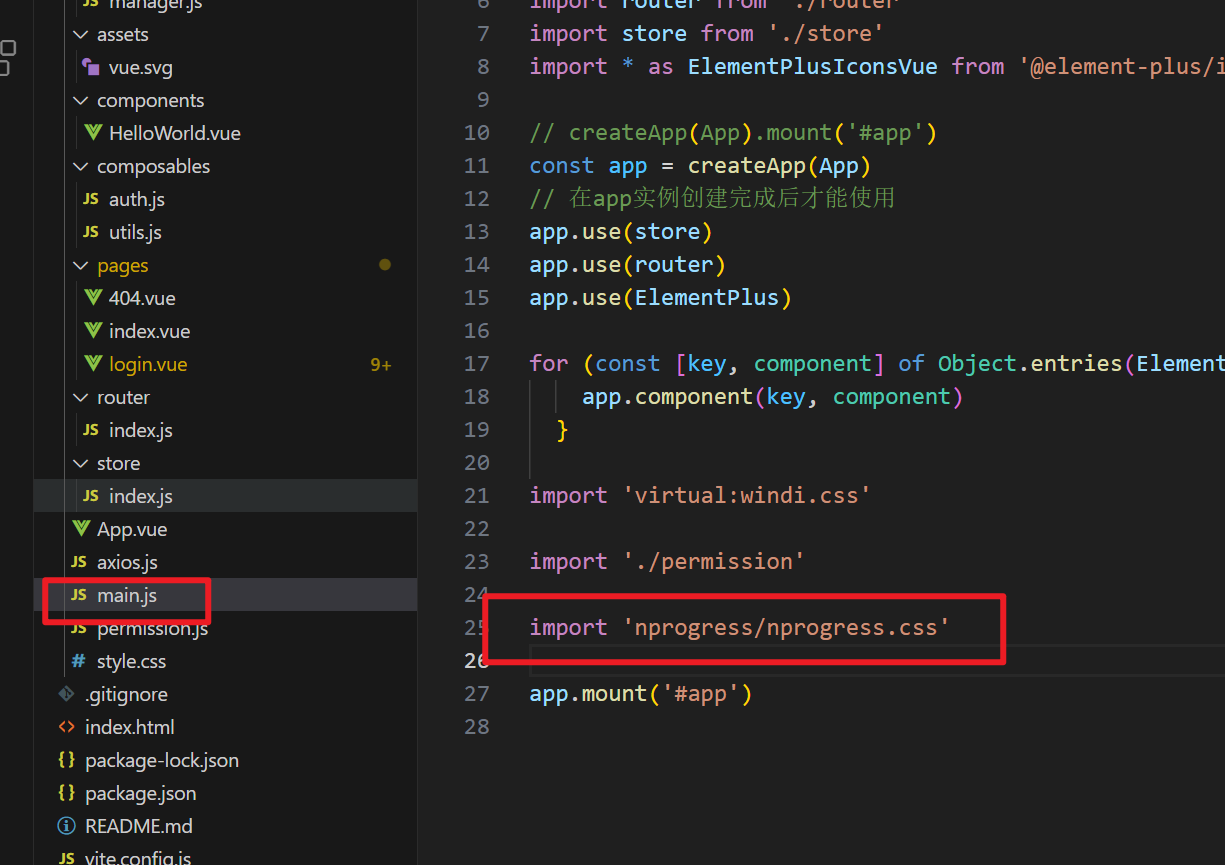 manager.js
assets
vue.svg
components
HelloWorld.vue
composables
JS auth.js
JS utils.js
pages
404.vue
index.vue
login.vue 9+
router
JS index.js
store
JS index.js
App.vue
JS axios.js
JS main.js
JS permission.js
# style.css
.gitignore
<> index.html
{} package-lock.json
{} package.json
README.md
JS vite.config.js
6 import router from './router'
7 import store from './store'
8 import * as ElementPlusIconsVue from '@element-plus/i
9
10 // createApp(App).mount('#app')
11 const app = createApp(App)
12 // 在app实例创建完成后才能使用
13 app.use(store)
14 app.use(router)
15 app.use(ElementPlus)
16
17 for (const [key, component] of Object.entries(Element
18 app.component(key, component)
19 }
20
21 import 'virtual:windi.css'
22
23 import './permission'
24
25 import 'nprogress/nprogress.css'
26
27 app.mount('#app')
28